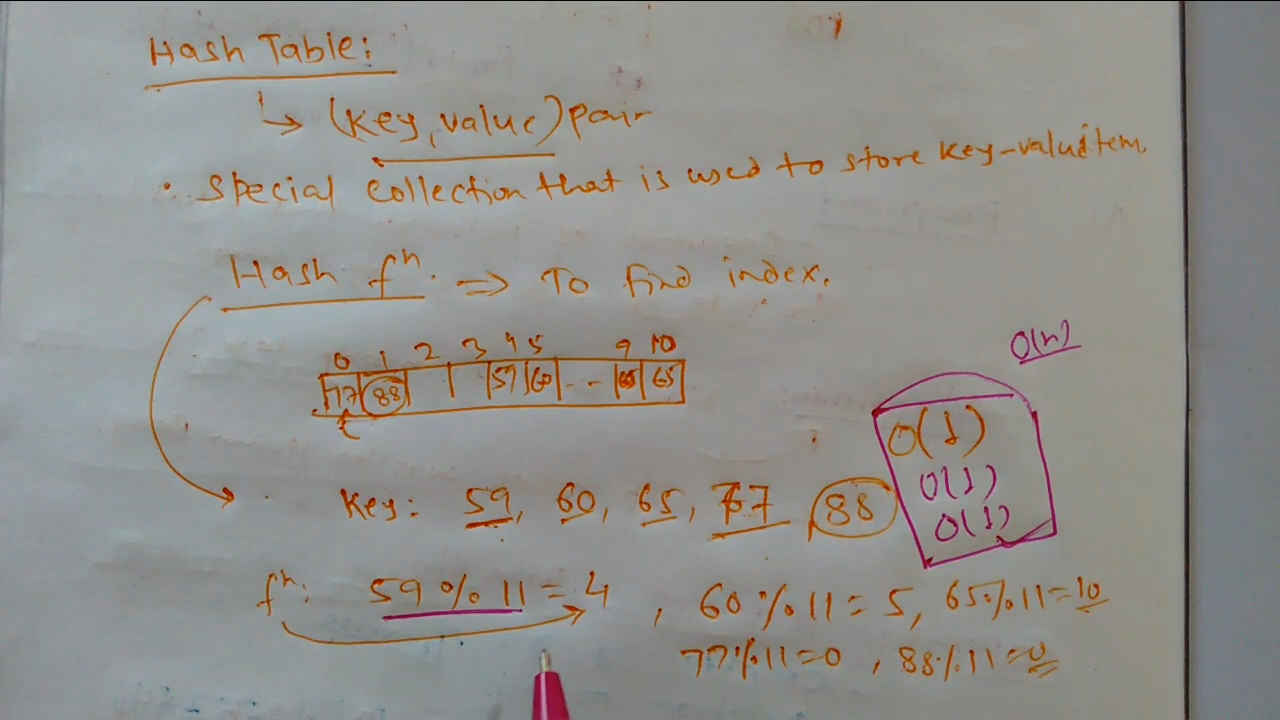 Hash Table:
(Key, value) pair
• Special collection that is used to store key-value item.
Hash fⁿ. ⇒ To find index.
0 1 2 3 4 5 9 10
77 88 59 60 - - 65
O(n)
O(1)
O(1)
O(1)
Key: 59, 60, 65, 77 88
fⁿ: 59 % 11 = 4 , 60 % 11 = 5, 65 % 11 = 10
77 % 11 = 0 , 88 % 11 = 0